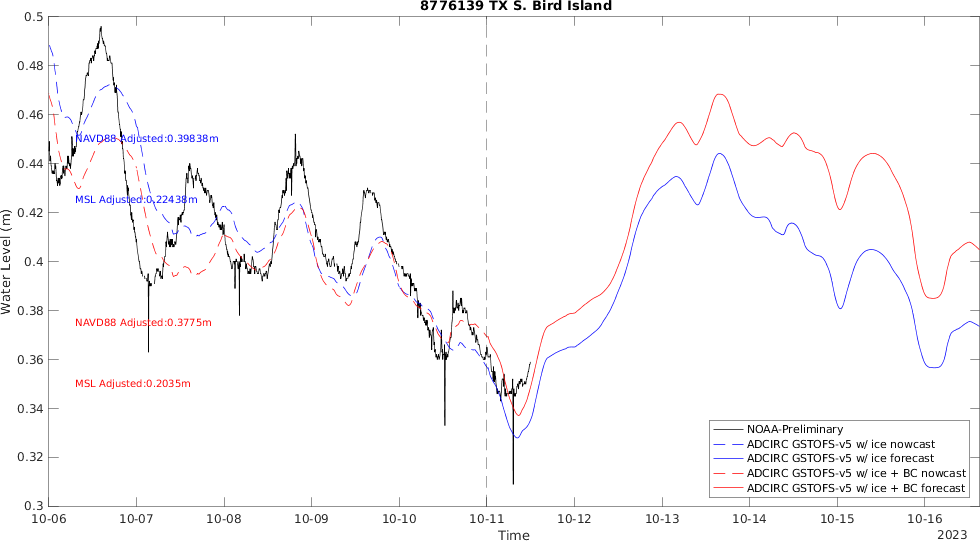 8776139 TX S. Bird Island
0.5
0.48
0.46
0.44
0.42
0.4
0.38
0.36
0.34
0.32
0.3
Water Level (m)
NAVD88 Adjusted:0.39838m
MSL Adjusted:0.22438m
NAVD88 Adjusted:0.3775m
MSL Adjusted:0.2035m
NOAA-Preliminary
ADCIRC GSTOFS-v5 w/ ice nowcast
ADCIRC GSTOFS-v5 w/ ice forecast
ADCIRC GSTOFS-v5 w/ ice + BC nowcast
ADCIRC GSTOFS-v5 w/ ice + BC forecast
10-06 10-07 10-08 10-09 10-10 10-11 10-12 10-13 10-14 10-15 10-16
Time
2023